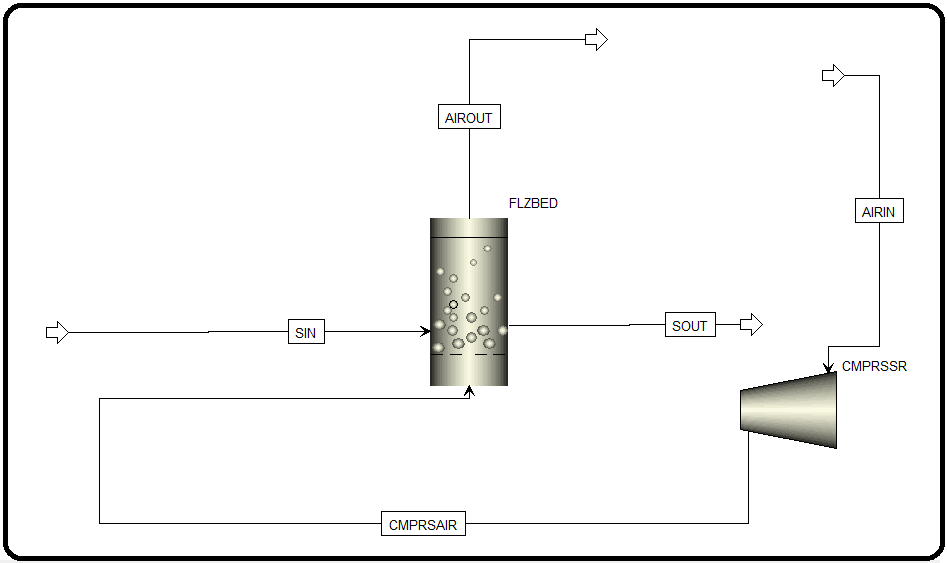 AIROUT
FLZBED
AIRIN
SIN
SOUT
CMPRSSR
CMPRSAIR